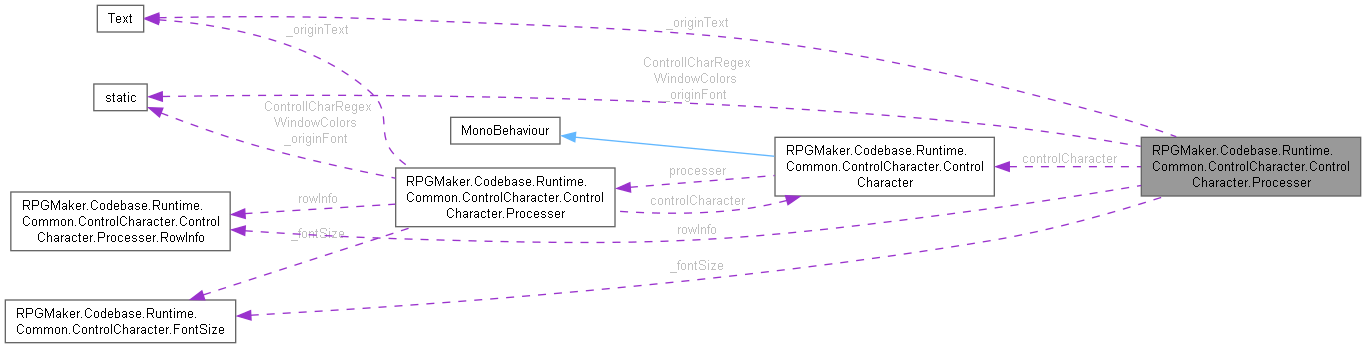 Text
_originText
_originText
ControllCharRegex
WindowColors
_originFont
static
ControllCharRegex
WindowColors
_originFont
MonoBehaviour
RPGMaker.Codebase.Runtime.
Common.ControlCharacter.Control
Character
controlCharacter
RPGMaker.Codebase.Runtime.
Common.ControlCharacter.Control
Character.Processer
processer
controlCharacter
RPGMaker.Codebase.Runtime.
Common.ControlCharacter.Control
Character.Processer
rowInfo
RPGMaker.Codebase.Runtime.
Common.ControlCharacter.Control
Character.Processer.RowInfo
_fontSize
rowInfo
_fontSize
RPGMaker.Codebase.Runtime.
Common.ControlCharacter.FontSize